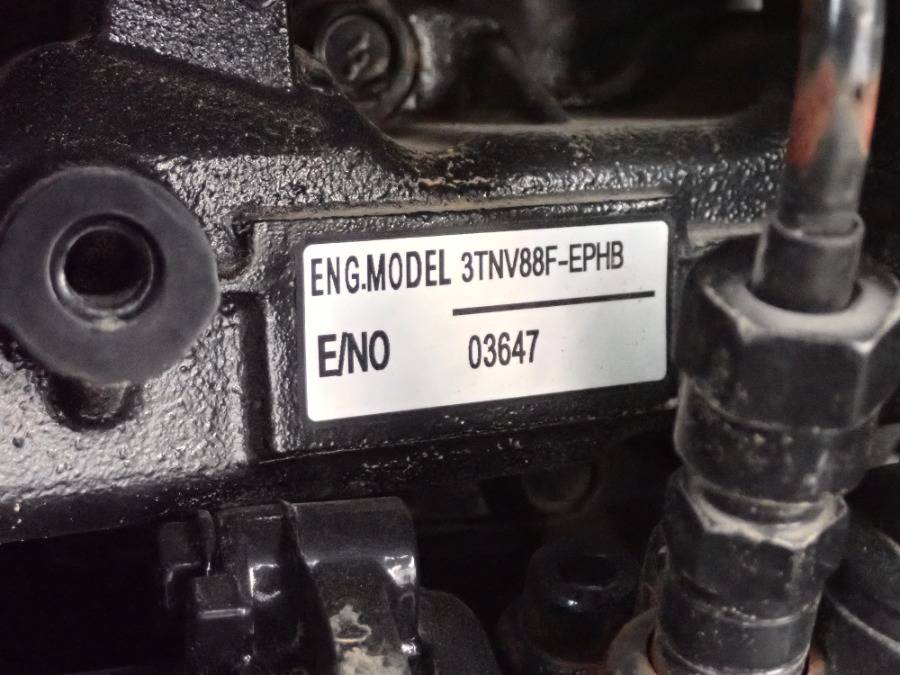 ENG.MODEL 3TNV88F-EPHB
E/NO 03647